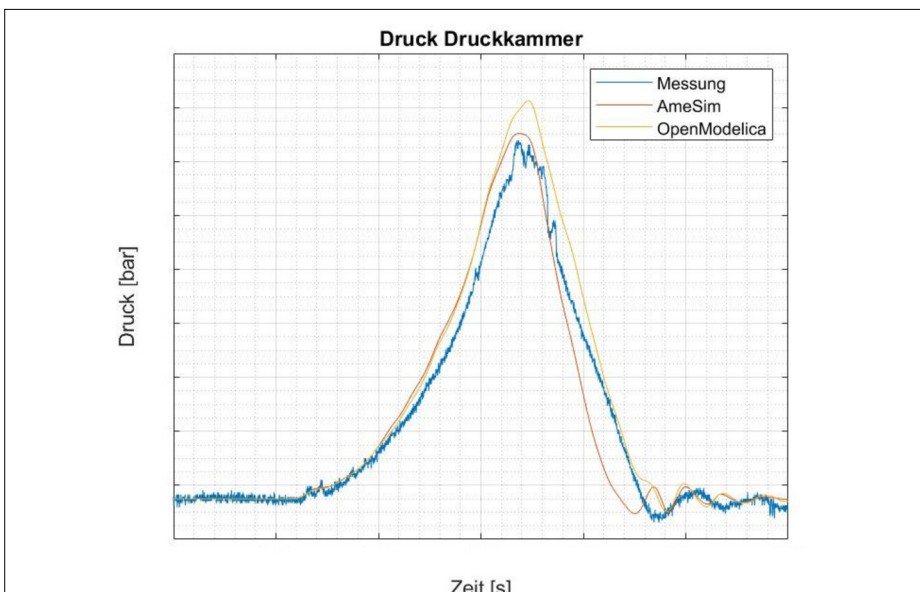 Druck Druckkammer
Messung
AmeSim
OpenModelica
Druck [bar]
Zeit [s]